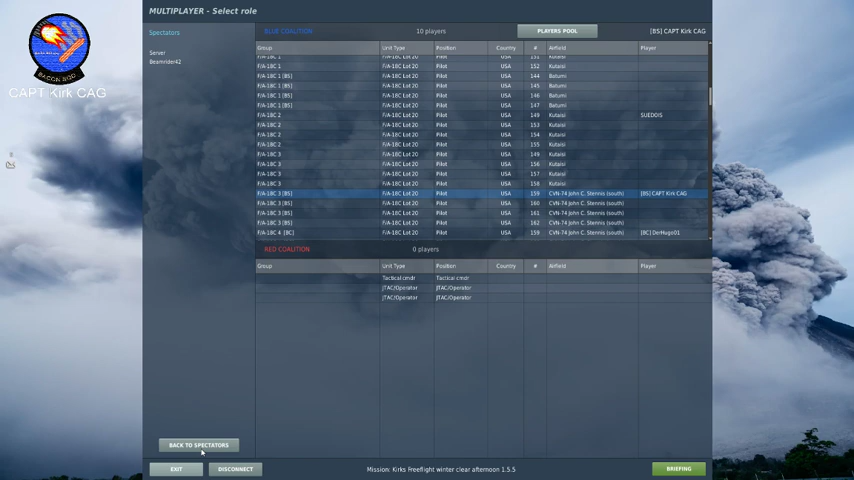 MULTIPLAYER - Select role
BACON SQD
CAPT Kirk CAG
Spectators
Server
Beamrider42
BLUE COALITION 10 players PLAYERS POOL [BS] CAPT Kirk CAG
Group Unit Type Position Country # Airfield Player
F/A-18C 1 F/A-18C Lot 20 Pilot USA 151 Kutaisi
F/A-18C 1 F/A-18C Lot 20 Pilot USA 152 Kutaisi
F/A-18C 1 [BS] F/A-18C Lot 20 Pilot USA 144 Batumi
F/A-18C 1 [BS] F/A-18C Lot 20 Pilot USA 145 Batumi
F/A-18C 1 [BS] F/A-18C Lot 20 Pilot USA 146 Batumi
F/A-18C 1 [BS] F/A-18C Lot 20 Pilot USA 147 Batumi
F/A-18C 2 F/A-18C Lot 20 Pilot USA 149 Kutaisi SUEDOIS
F/A-18C 2 F/A-18C Lot 20 Pilot USA 153 Kutaisi
F/A-18C 2 F/A-18C Lot 20 Pilot USA 154 Kutaisi
F/A-18C 2 F/A-18C Lot 20 Pilot USA 155 Kutaisi
F/A-18C 3 F/A-18C Lot 20 Pilot USA 149 Kutaisi
F/A-18C 3 F/A-18C Lot 20 Pilot USA 156 Kutaisi
F/A-18C 3 F/A-18C Lot 20 Pilot USA 157 Kutaisi
F/A-18C 3 F/A-18C Lot 20 Pilot USA 158 Kutaisi
F/A-18C 3 [BS] F/A-18C Lot 20 Pilot USA 159 CVN-74 John C. Stennis (south) [BS] CAPT Kirk CAG
F/A-18C 3 [BS] F/A-18C Lot 20 Pilot USA 160 CVN-74 John C. Stennis (south)
F/A-18C 3 [BS] F/A-18C Lot 20 Pilot USA 161 CVN-74 John C. Stennis (south)
F/A-18C 3 [BS] F/A-18C Lot 20 Pilot USA 162 CVN-74 John C. Stennis (south)
F/A-18C 4 [BC] F/A-18C Lot 20 Pilot USA 159 CVN-74 John C. Stennis (south) [BC] DerHugo01
RED COALITION 0 players
Group Unit Type Position Country # Airfield Player
Tactical cmdr Tactical cmdr
JTAC/Operator JTAC/Operator
JTAC/Operator JTAC/Operator
BACK TO SPECTATORS
EXIT DISCONNECT Mission: Kirks Freeflight winter clear afternoon 1.5.5 BRIEFING